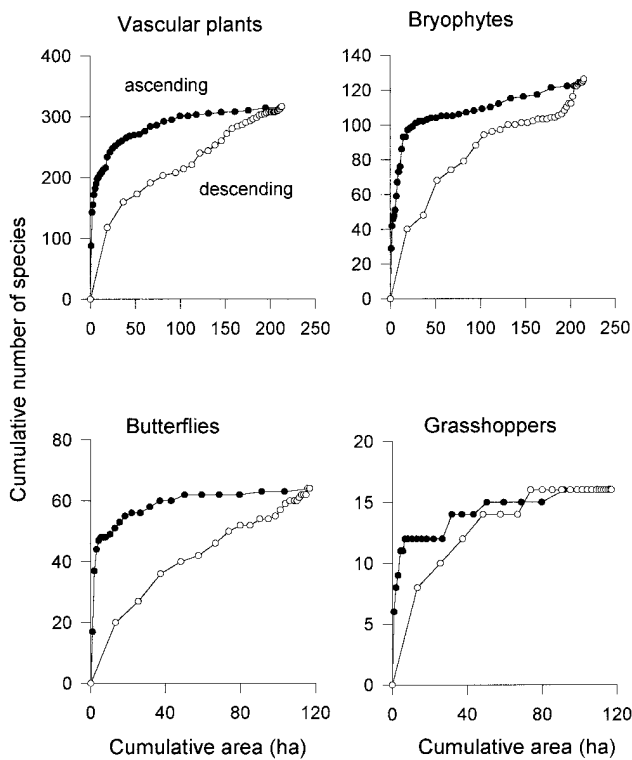 Vascular plants
Bryophytes
400
300
200
100
0
ascending
descending
0 50 100 150 200 250
140
120
100
80
60
40
20
0
0 50 100 150 200 250
Cumulative number of species
Butterflies
Grasshoppers
80
60
40
20
0
0 40 80 120
20
15
10
5
0
0 40 80 120
Cumulative area (ha)
Cumulative area (ha)